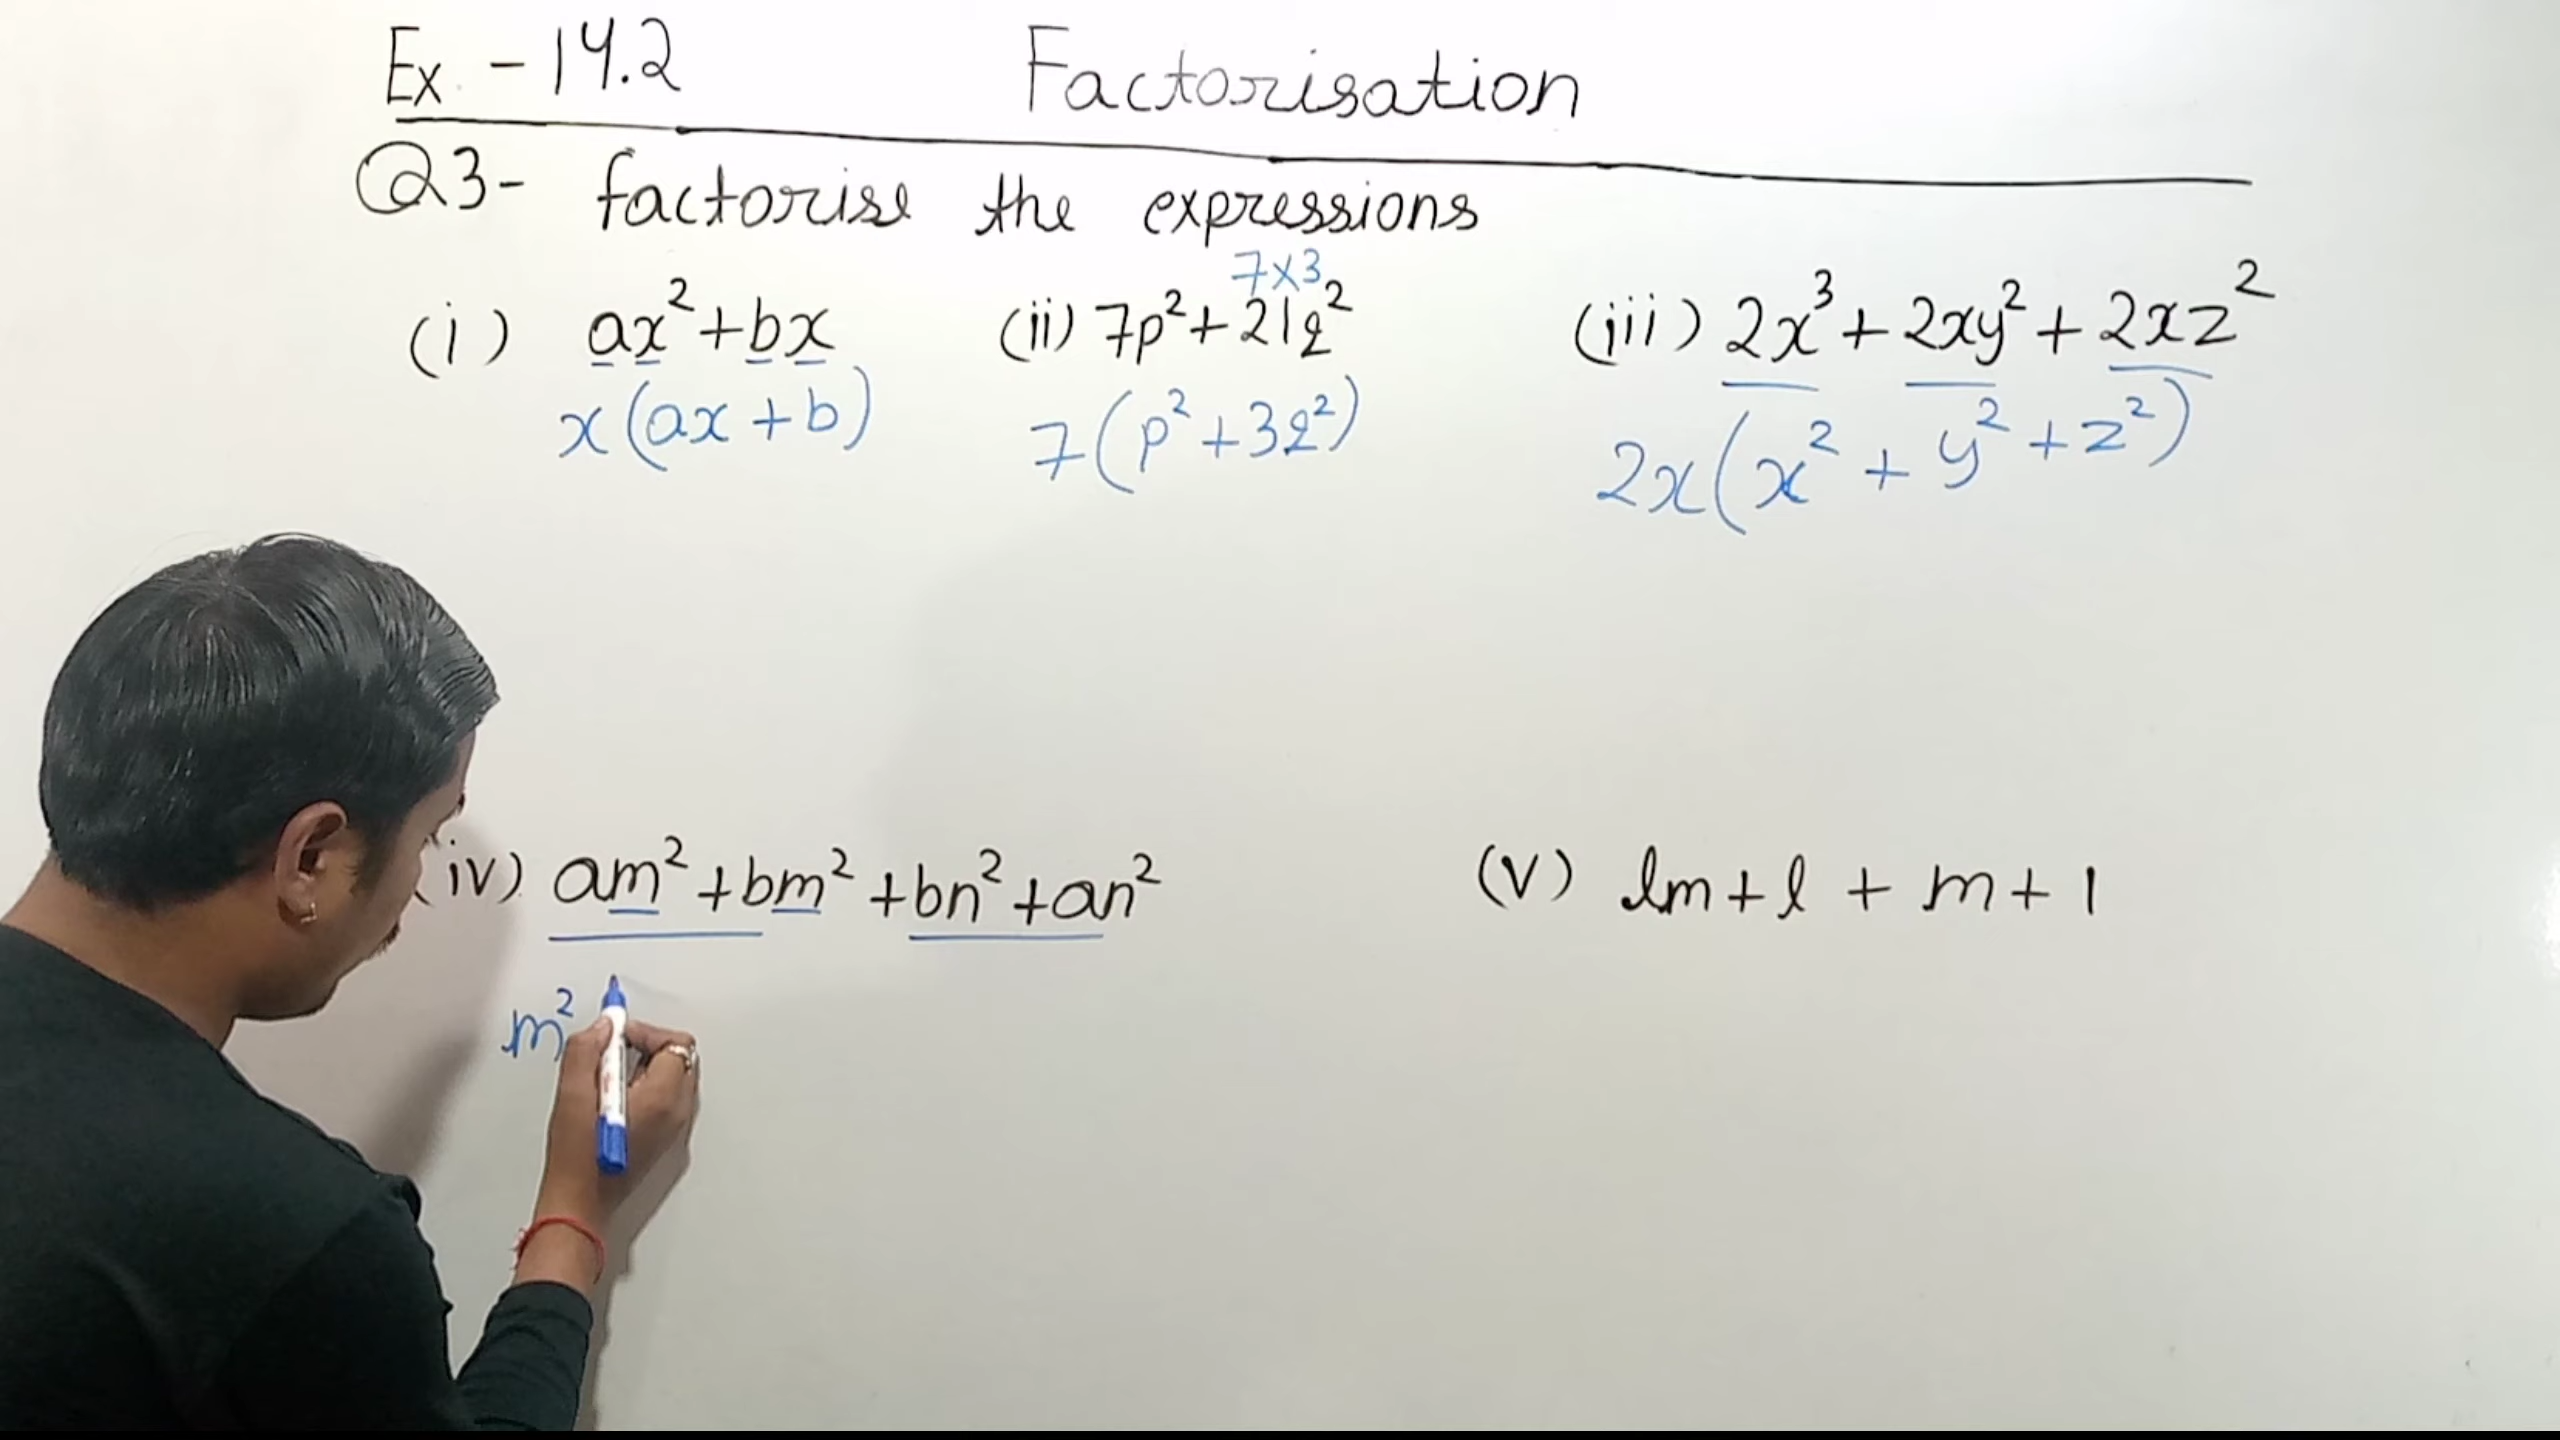 Ex - 14.2 Factorisation
Q3- factorise the expressions
7×3
(i) ax²+bx (ii) 7p²+21q² (iii) 2x³+2xy²+2xz²
x(ax+b) 7(p²+3q²) 2x(x²+y²+z²)
(iv) am²+bm²+bn²+an² (V) lm+l+m+1
m²